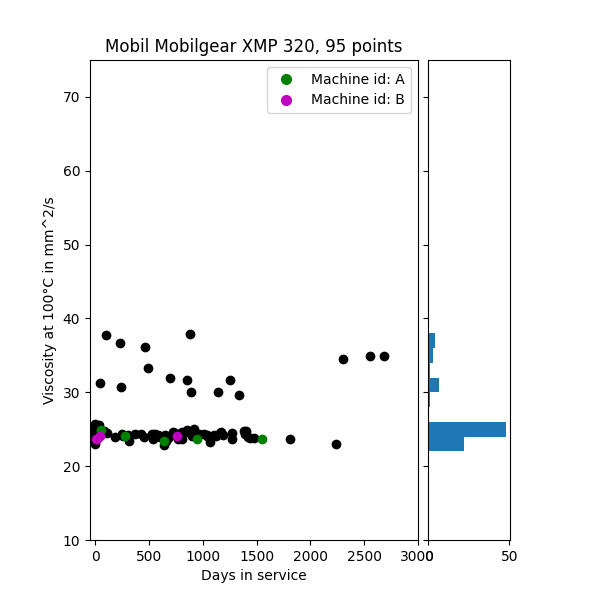 Mobil Mobilgear XMP 320, 95 points
Machine id: A
Machine id: B
Viscosity at 100°C in mm^2/s
70
60
50
40
30
20
10
0 500 1000 1500 2000 2500 3000
0 50
Days in service